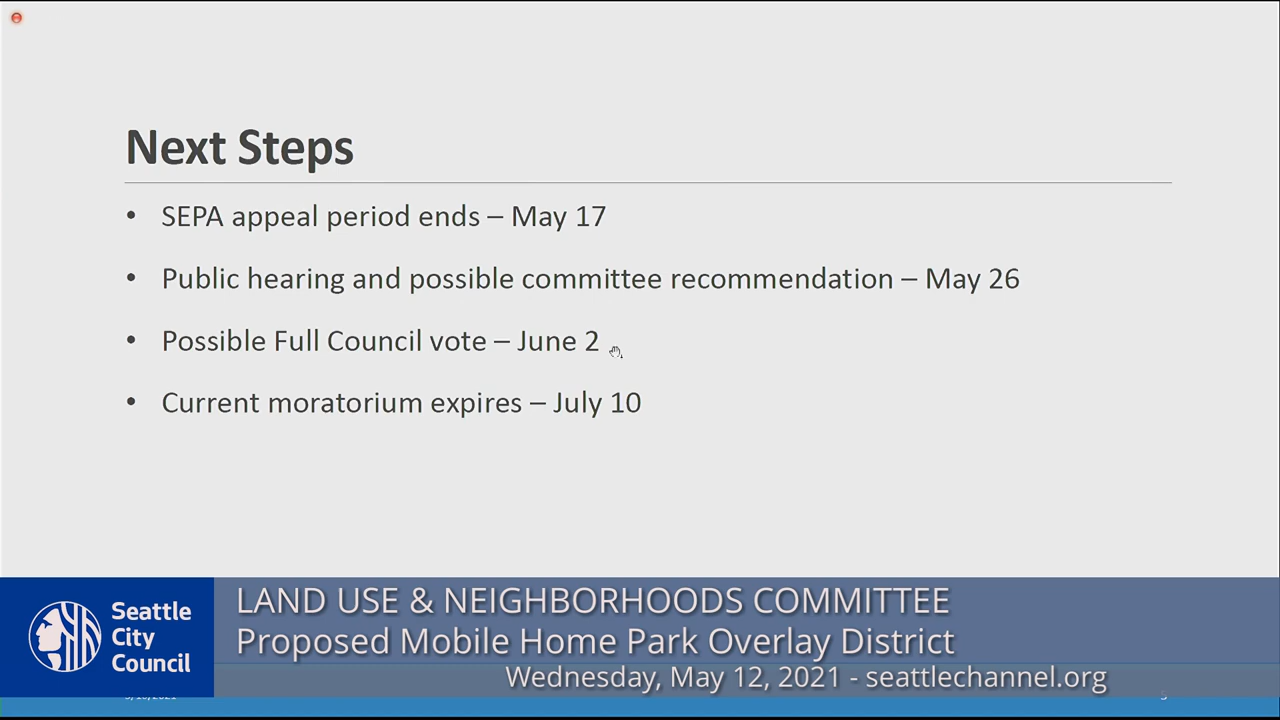 Next Steps
• SEPA appeal period ends – May 17
• Public hearing and possible committee recommendation – May 26
• Possible Full Council vote – June 2
• Current moratorium expires – July 10
Seattle
City
Council
LAND USE & NEIGHBORHOODS COMMITTEE
Proposed Mobile Home Park Overlay District
Wednesday, May 12, 2021 - seattlechannel.org